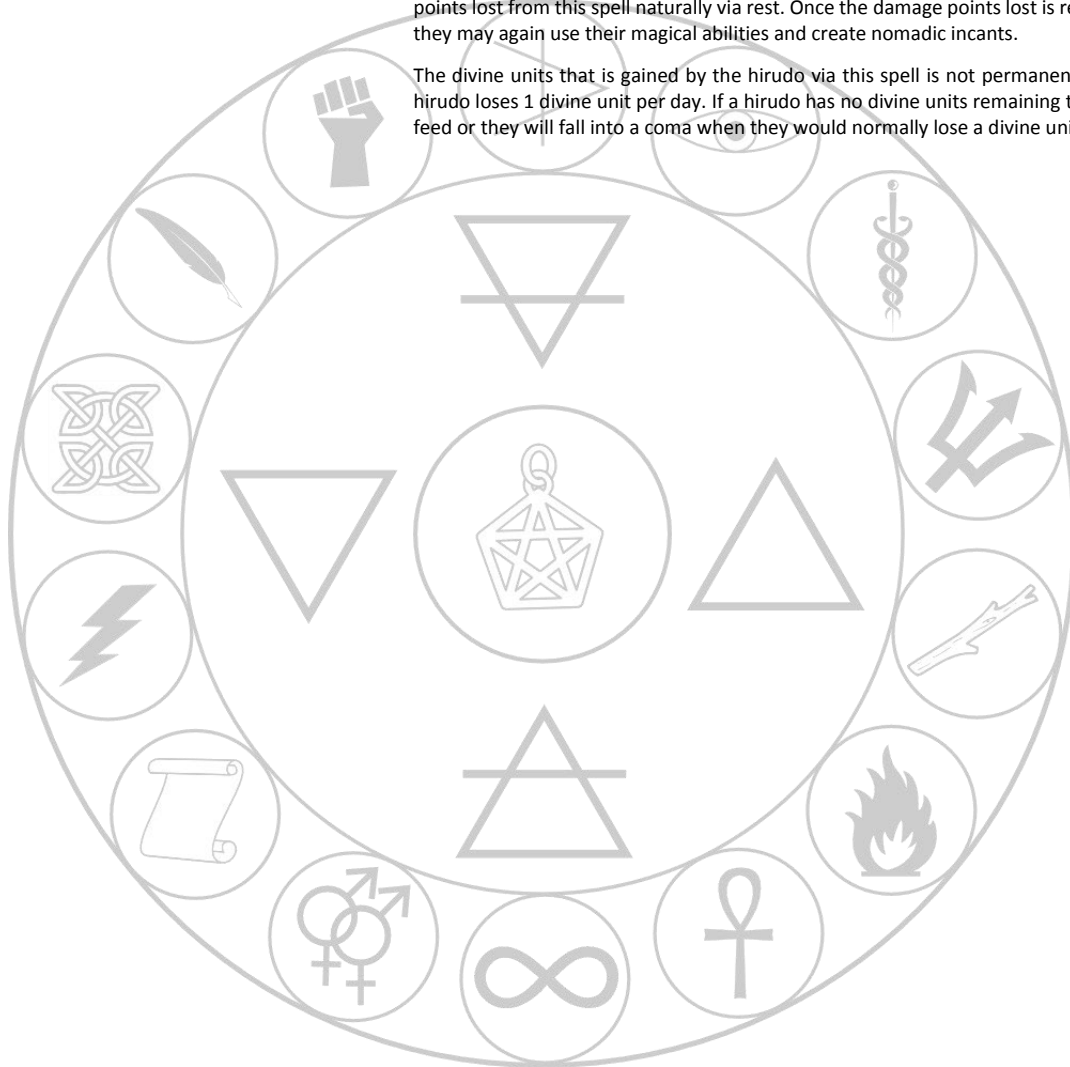 points lost from this spell naturally via rest. Once the damage points lost is re
they may again use their magical abilities and create nomadic incants.
The divine units that is gained by the hirudo via this spell is not permanen
hirudo loses 1 divine unit per day. If a hirudo has no divine units remaining t
feed or they will fall into a coma when they would normally lose a divine uni